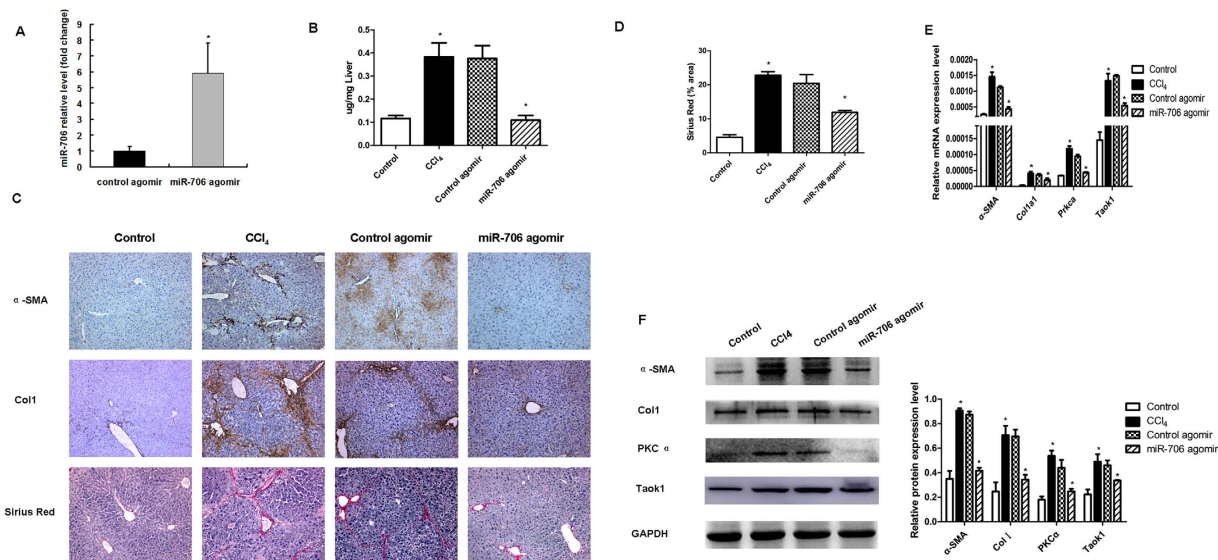 A
miR-706 relative level (fold change)
9
8
7
6
5
4
3
2
1
0
*
control agomir
miR-706 agomir
B
ug/mg Liver
0.5
0.4
0.3
0.2
0.1
0.0
*
*
Control
CCl4
Control agomir
miR-706 agomir
D
Sirius Red (% area)
40
30
20
10
0
*
*
Control
CCl4
Control agomir
miR-706 agomir
E
Relative mRNA expression level
0.0020
0.0015
0.0010
0.0005
0.00015
0.00010
0.00005
0.00000
* * * * * * * *
α-SMA
Col1a1
Prkca
Taok1
Control
CCl4
Control agomir
miR-706 agomir
C
Control CCl4 Control agomir miR-706 agomir
α-SMA
Col1
Sirius Red
F
Control
CCl4
Control agomir
miR-706 agomir
α-SMA
Col1
PKC α
Taok1
GAPDH
Relative protein expression level
1.0
0.8
0.6
0.4
0.2
0.0
* * * * * * * *
α-SMA
Col Ⅰ
PKCα
Taok1
Control
CCl4
Control agomir
miR-706 agomir